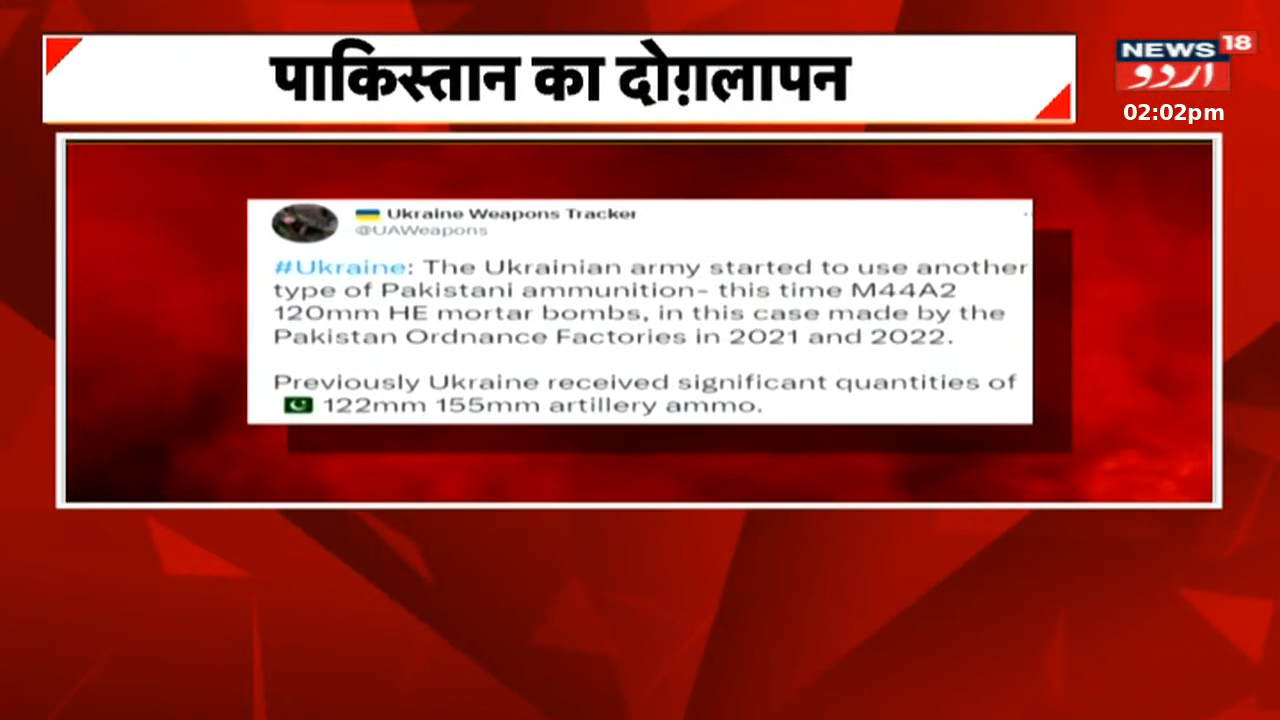 पाकिस्तान का दोग़लापन
NEWS 18
اردو
02:02pm
Ukraine Weapons Tracker
@UAWeapons
#Ukraine: The Ukrainian army started to use another
type of Pakistani ammunition- this time M44A2
120mm HE mortar bombs, in this case made by the
Pakistan Ordnance Factories in 2021 and 2022.
Previously Ukraine received significant quantities of
122mm 155mm artillery ammo.